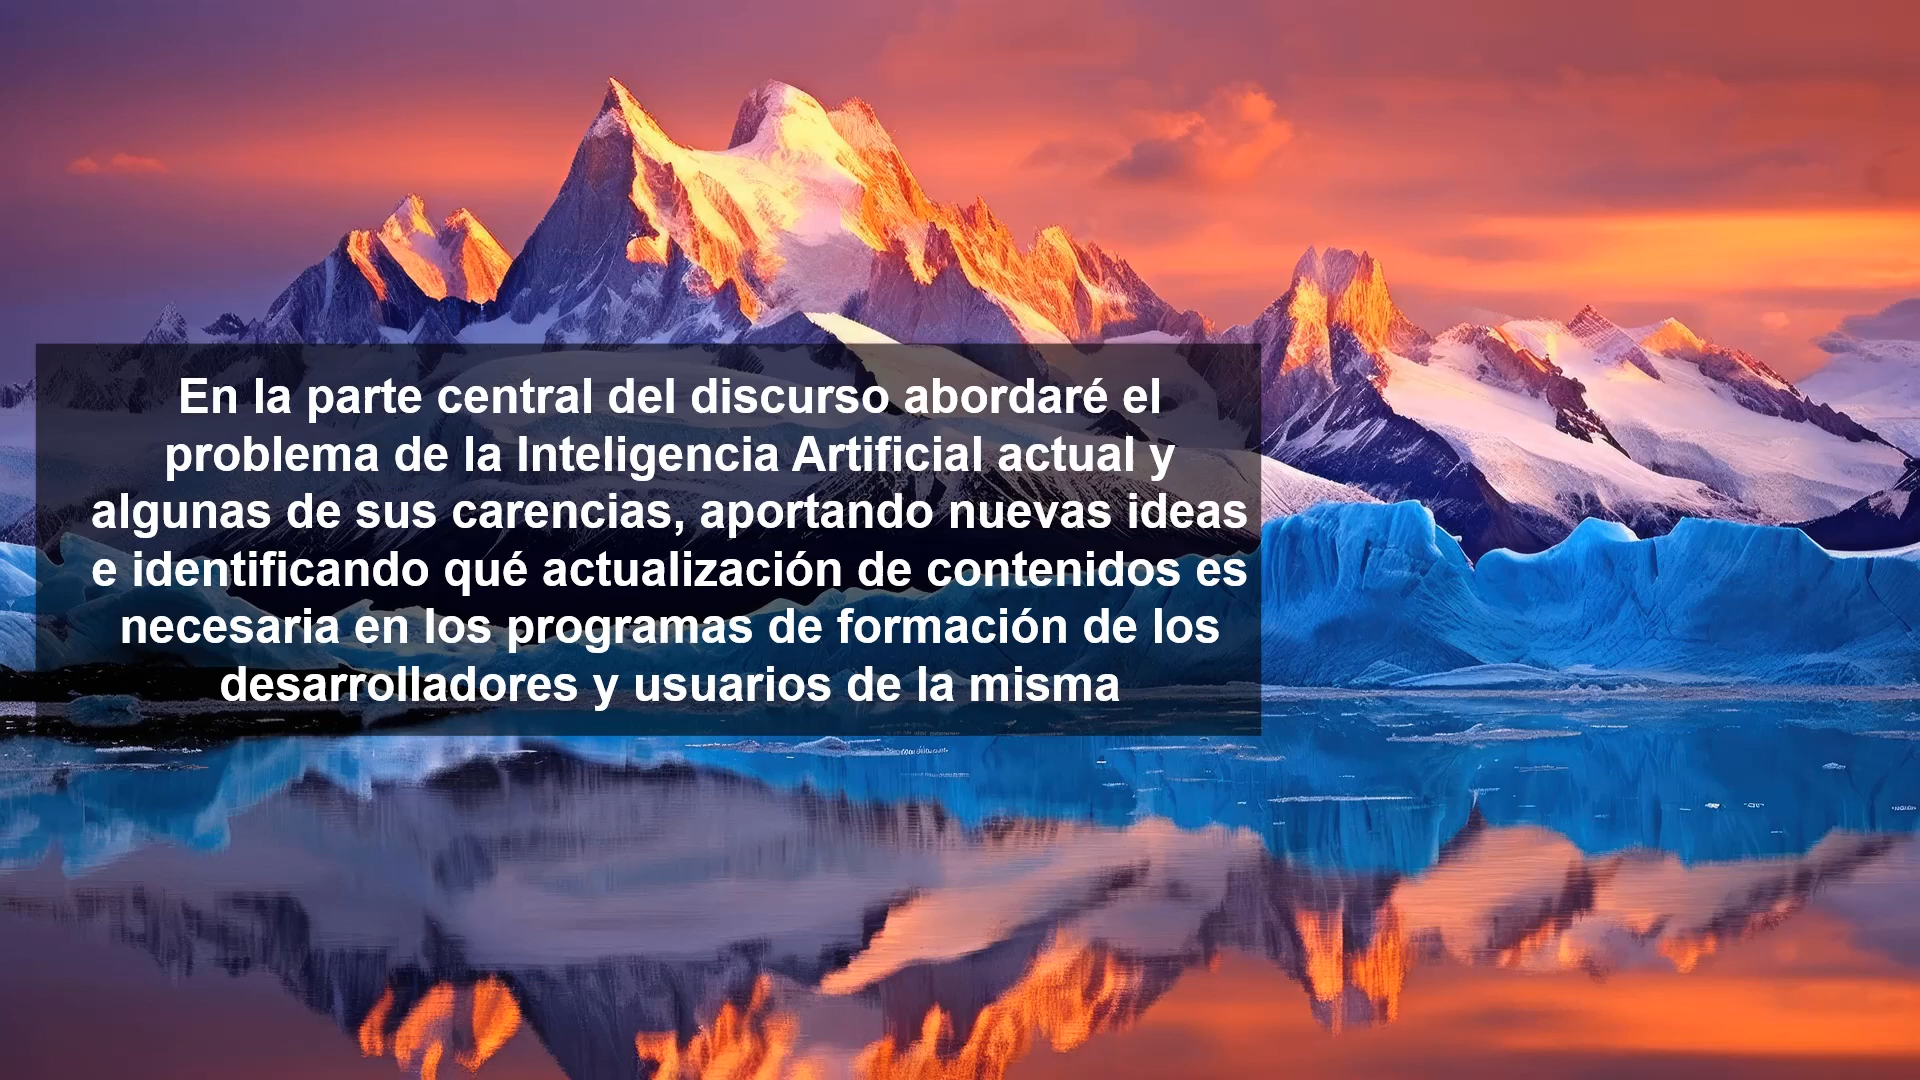 En la parte central del discurso abordaré el
problema de la Inteligencia Artificial actual y
algunas de sus carencias, aportando nuevas ideas
e identificando qué actualización de contenidos es
necesaria en los programas de formación de los
desarrolladores y usuarios de la misma